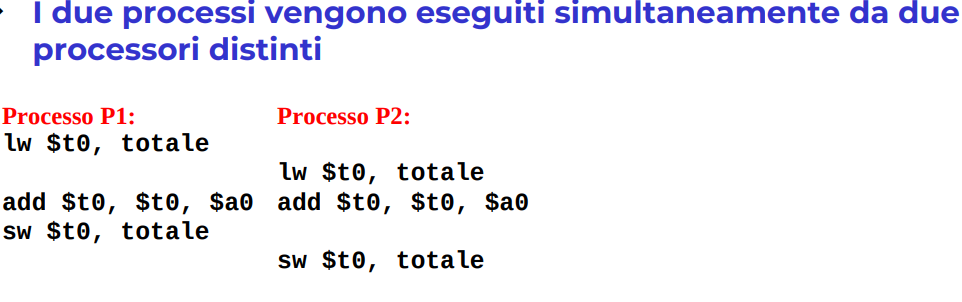 I due processi vengono eseguiti simultaneamente da due
processori distinti
Processo P1: Processo P2:
lw $t0, totale
lw $t0, totale
add $t0, $t0, $a0 add $t0, $t0, $a0
sw $t0, totale
sw $t0, totale